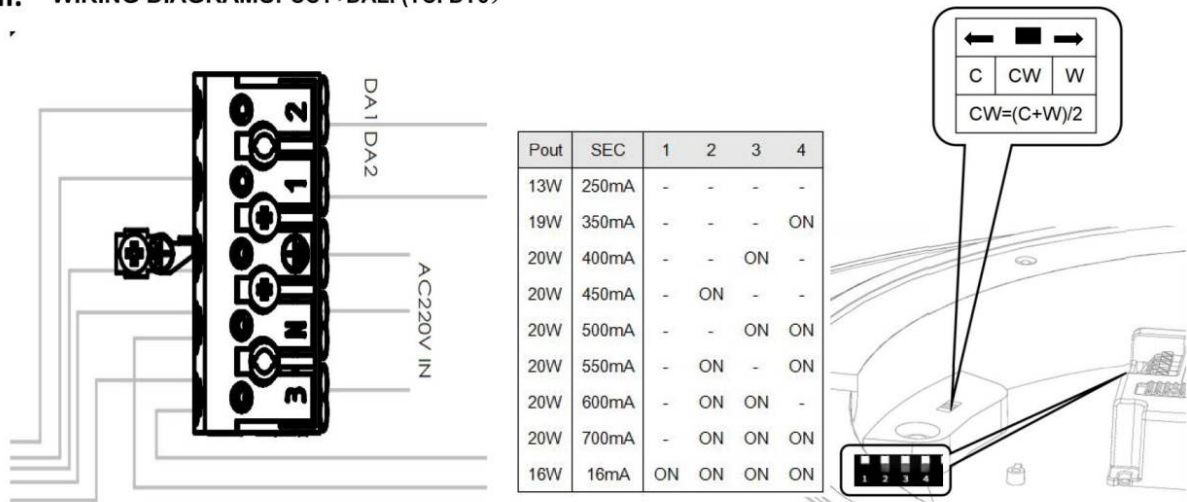 WIRING DIAGRAM
DA1 DA2
AC220V IN
2
1
N
3
Pout SEC 1 2 3 4
13W 250mA - - - -
19W 350mA - - - ON
20W 400mA - - ON -
20W 450mA - ON - -
20W 500mA - - ON ON
20W 550mA - ON - ON
20W 600mA - ON ON -
20W 700mA - ON ON ON
16W 16mA ON ON ON ON
C CW W
CW=(C+W)/2
1 2 3 4